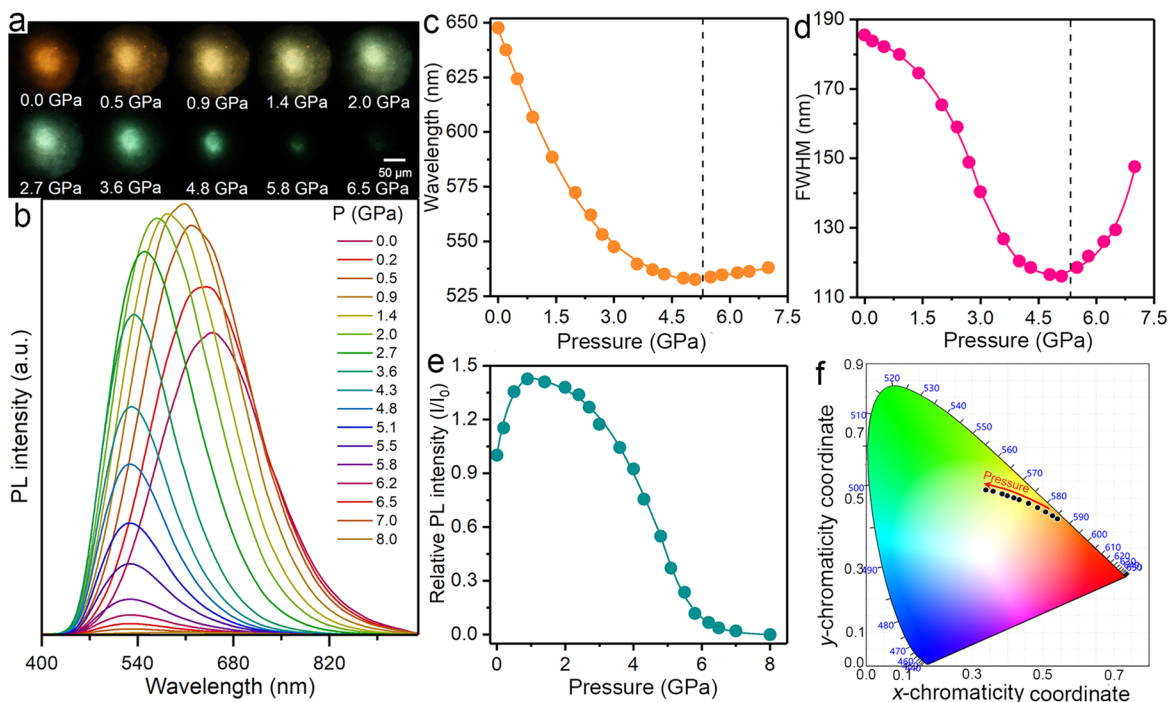 a
0.0 GPa 0.5 GPa 0.9 GPa 1.4 GPa 2.0 GPa
50 μm
2.7 GPa 3.6 GPa 4.8 GPa 5.8 GPa 6.5 GPa
b
P (GPa)
0.0
0.2
0.5
0.9
1.4
2.0
2.7
3.6
4.3
4.8
5.1
5.5
5.8
6.2
6.5
7.0
8.0
PL intensity (a.u.)
400 540 680 820
Wavelength (nm)
c
Wavelength (nm)
650
625
600
575
550
525
0.0 1.5 3.0 4.5 6.0 7.5
Pressure (GPa)
d
FWHM (nm)
190
170
150
130
110
0.0 1.5 3.0 4.5 6.0 7.5
Pressure (GPa)
e
Relative PL intensity (I/I₀)
1.5
1.2
0.9
0.6
0.3
0.0
0 2 4 6 8
Pressure (GPa)
f
y-chromaticity coordinate
0.9
0.7
0.5
0.3
0.1
0.0
520
530
510
540
550
560
570
500
Pressure
580
590
600
610
620
490
480
470
460
0.0 0.1 0.3 0.5 0.7
x-chromaticity coordinate